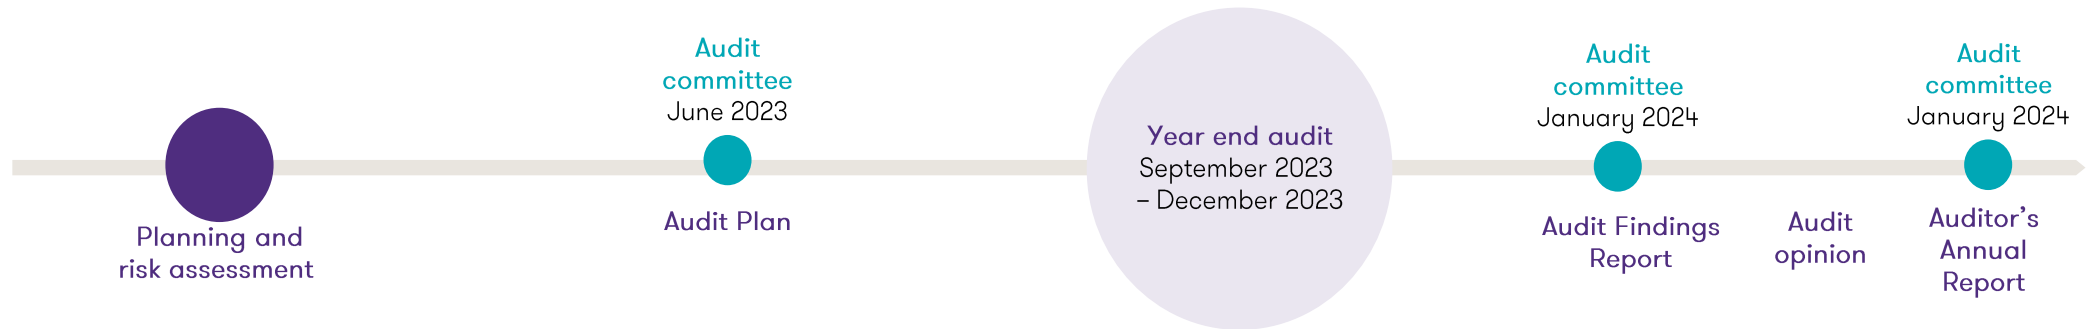 Planning and
risk assessment
Audit
committee
June 2023
Audit Plan
Year end audit
September 2023
– December 2023
Audit
committee
January 2024
Audit Findings
Report
Audit
opinion
Audit
committee
January 2024
Auditor’s
Annual
Report